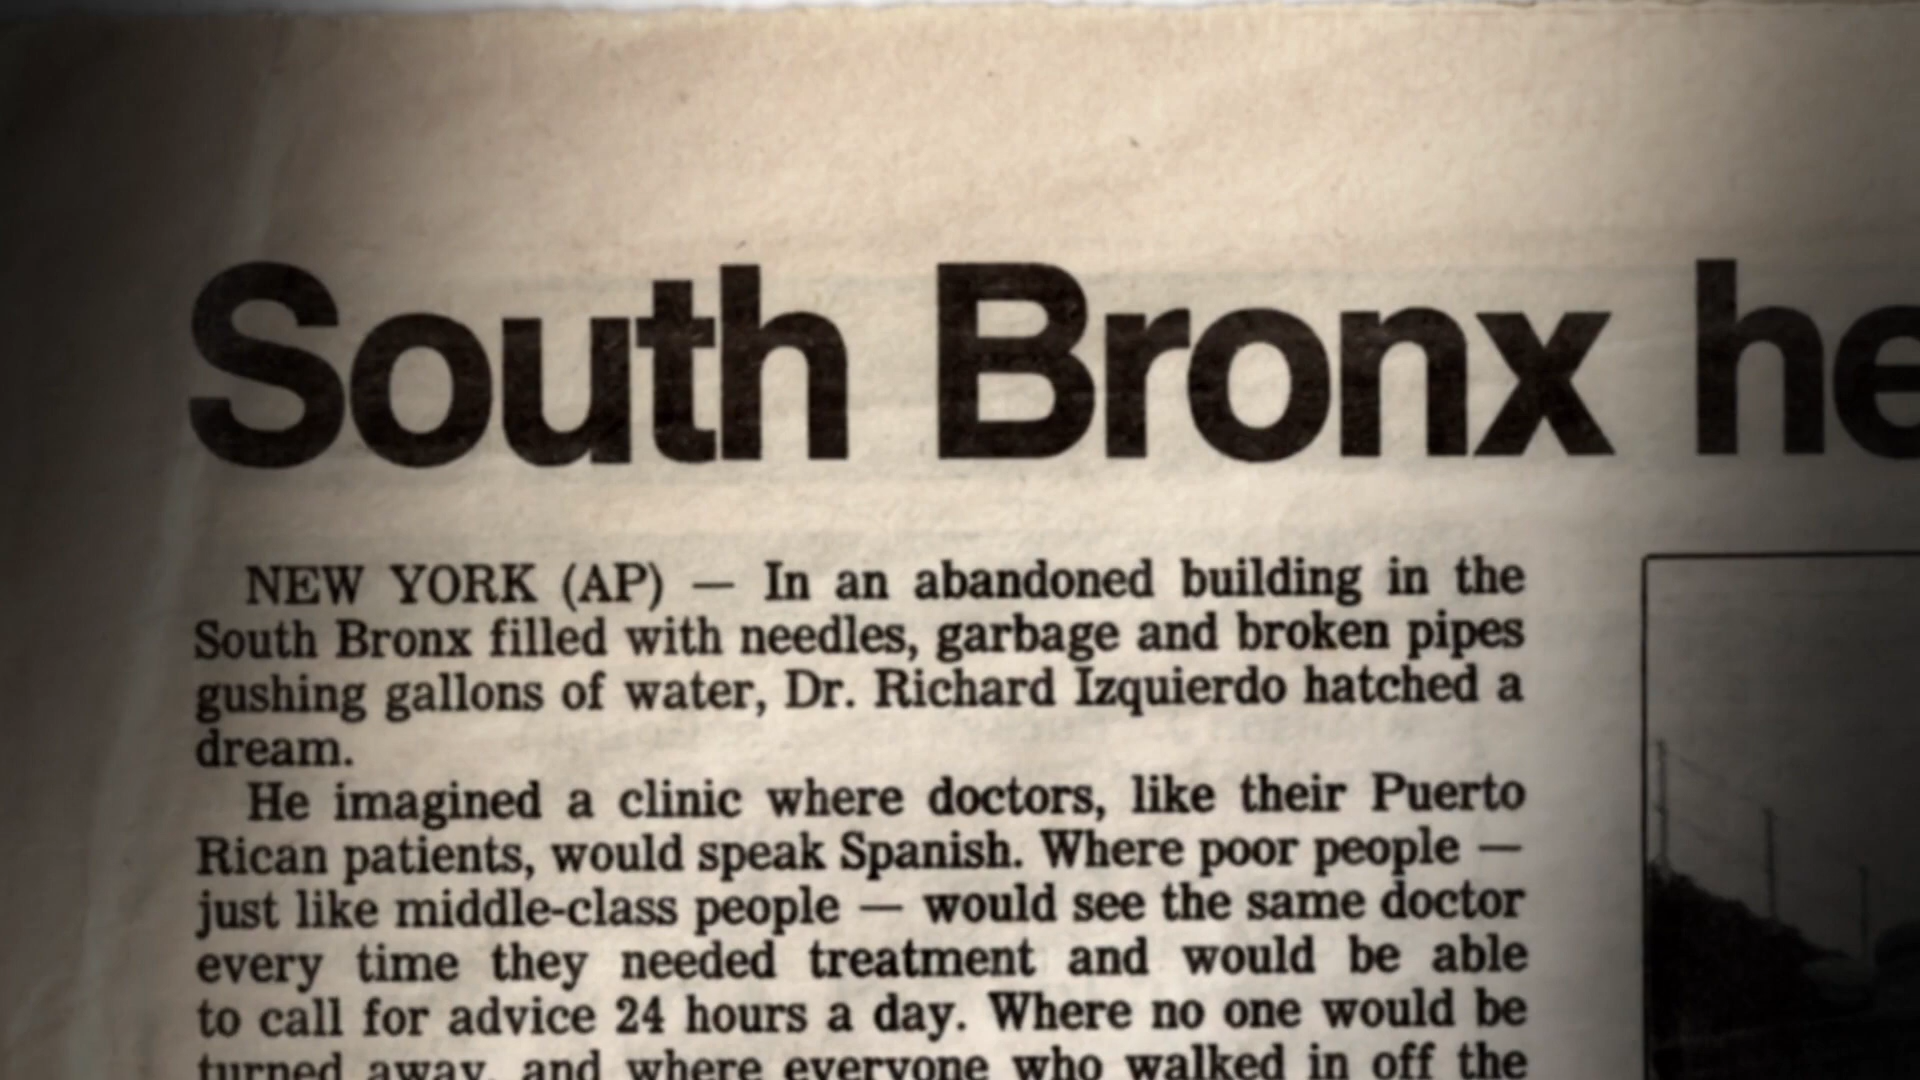 South Bronx he
NEW YORK (AP) — In an abandoned building in the
South Bronx filled with needles, garbage and broken pipes
gushing gallons of water, Dr. Richard Izquierdo hatched a
dream.
He imagined a clinic where doctors, like their Puerto
Rican patients, would speak Spanish. Where poor people —
just like middle-class people — would see the same doctor
every time they needed treatment and would be able
to call for advice 24 hours a day. Where no one would be
turned away, and where everyone who walked in off the